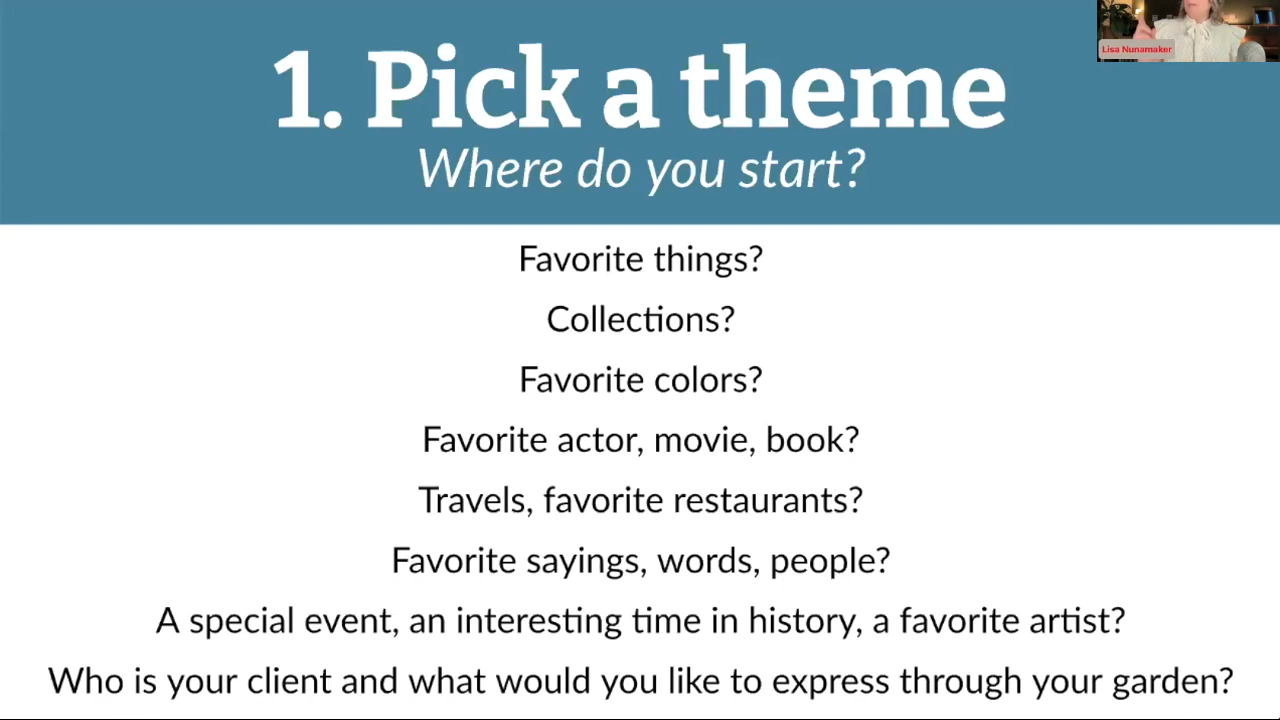 Lisa Nunamaker
1. Pick a theme
Where do you start?
Favorite things?
Collections?
Favorite colors?
Favorite actor, movie, book?
Travels, favorite restaurants?
Favorite sayings, words, people?
A special event, an interesting time in history, a favorite artist?
Who is your client and what would you like to express through your garden?